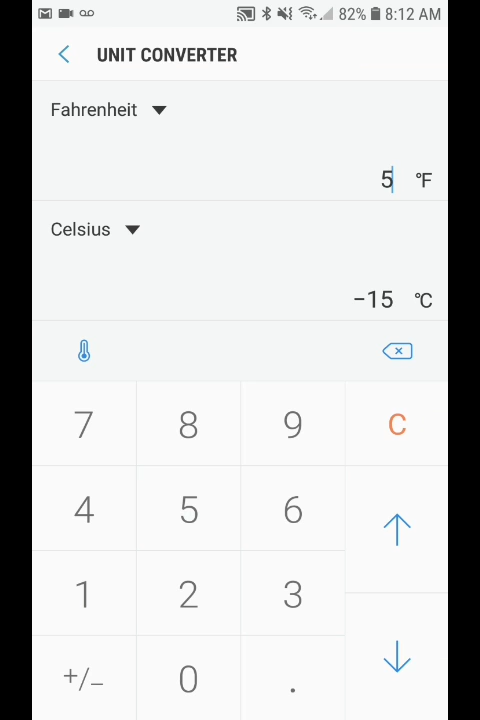 82% 8:12 AM
UNIT CONVERTER
Fahrenheit
5 °F
Celsius
−15 °C
7 8 9 C
4 5 6
1 2 3
+/− 0 .